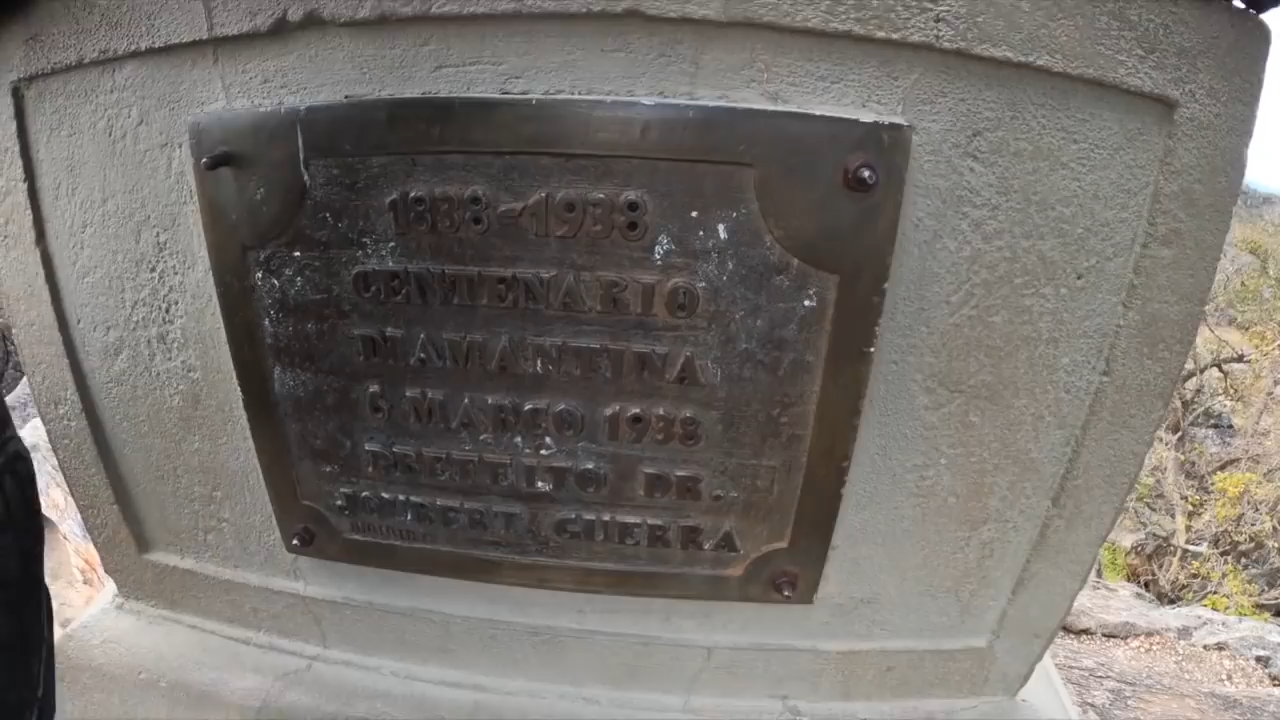 1838-1938
CENTENARIO
DIAMANTINA
6 MARÇO 1938
PREFEITO DR.
JOUBERT GUERRA